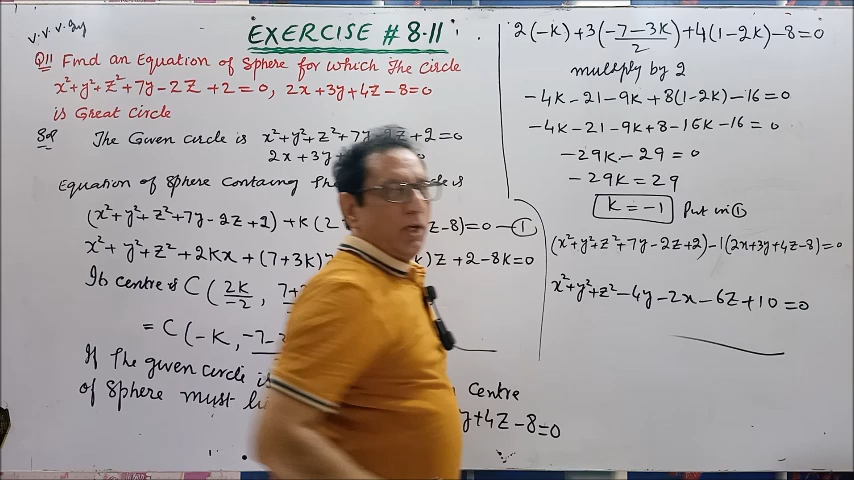 v. v. v. Imp
EXERCISE # 8.11
Q11 Find an Equation of Sphere for which The Circle
x²+y²+z²+7y-2z+2=0, 2x+3y+4z-8=0
is Great Circle
Sol The Given circle is x²+y²+z²+7y-2z+2=0
2x+3y+
Equation of sphere Containg The is
(x²+y²+z²+7y-2z+2)+k(2 z-8)=0 —①
x²+y²+z²+2kx+(7+3k) )z+2-8k=0
Its centre is C(2k/-2, 7+
= C(-k, -7-
If The given circle is centre
of Sphere must li y+4z-8=0
2(-k)+3(-7-3k/2)+4(1-2k)-8=0
multiply by 2
-4k-21-9k+8(1-2k)-16=0
-4k-21-9k+8-16k-16=0
-29k-29=0
-29k=29
k=-1 Put in ①
(x²+y²+z²+7y-2z+2)-1(2x+3y+4z-8)=0
x²+y²+z²-4y-2x-6z+10=0